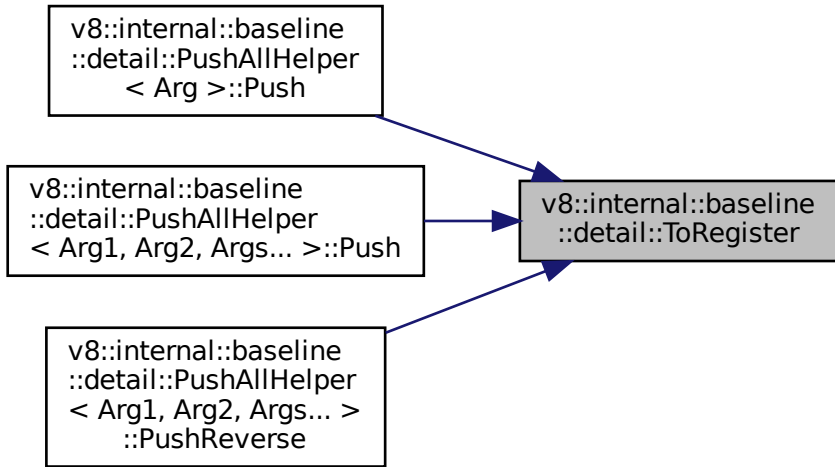 v8::internal::baseline
::detail::PushAllHelper
< Arg >::Push
v8::internal::baseline
::detail::PushAllHelper
< Arg1, Arg2, Args... >::Push
v8::internal::baseline
::detail::PushAllHelper
< Arg1, Arg2, Args... >
::PushReverse
v8::internal::baseline
::detail::ToRegister